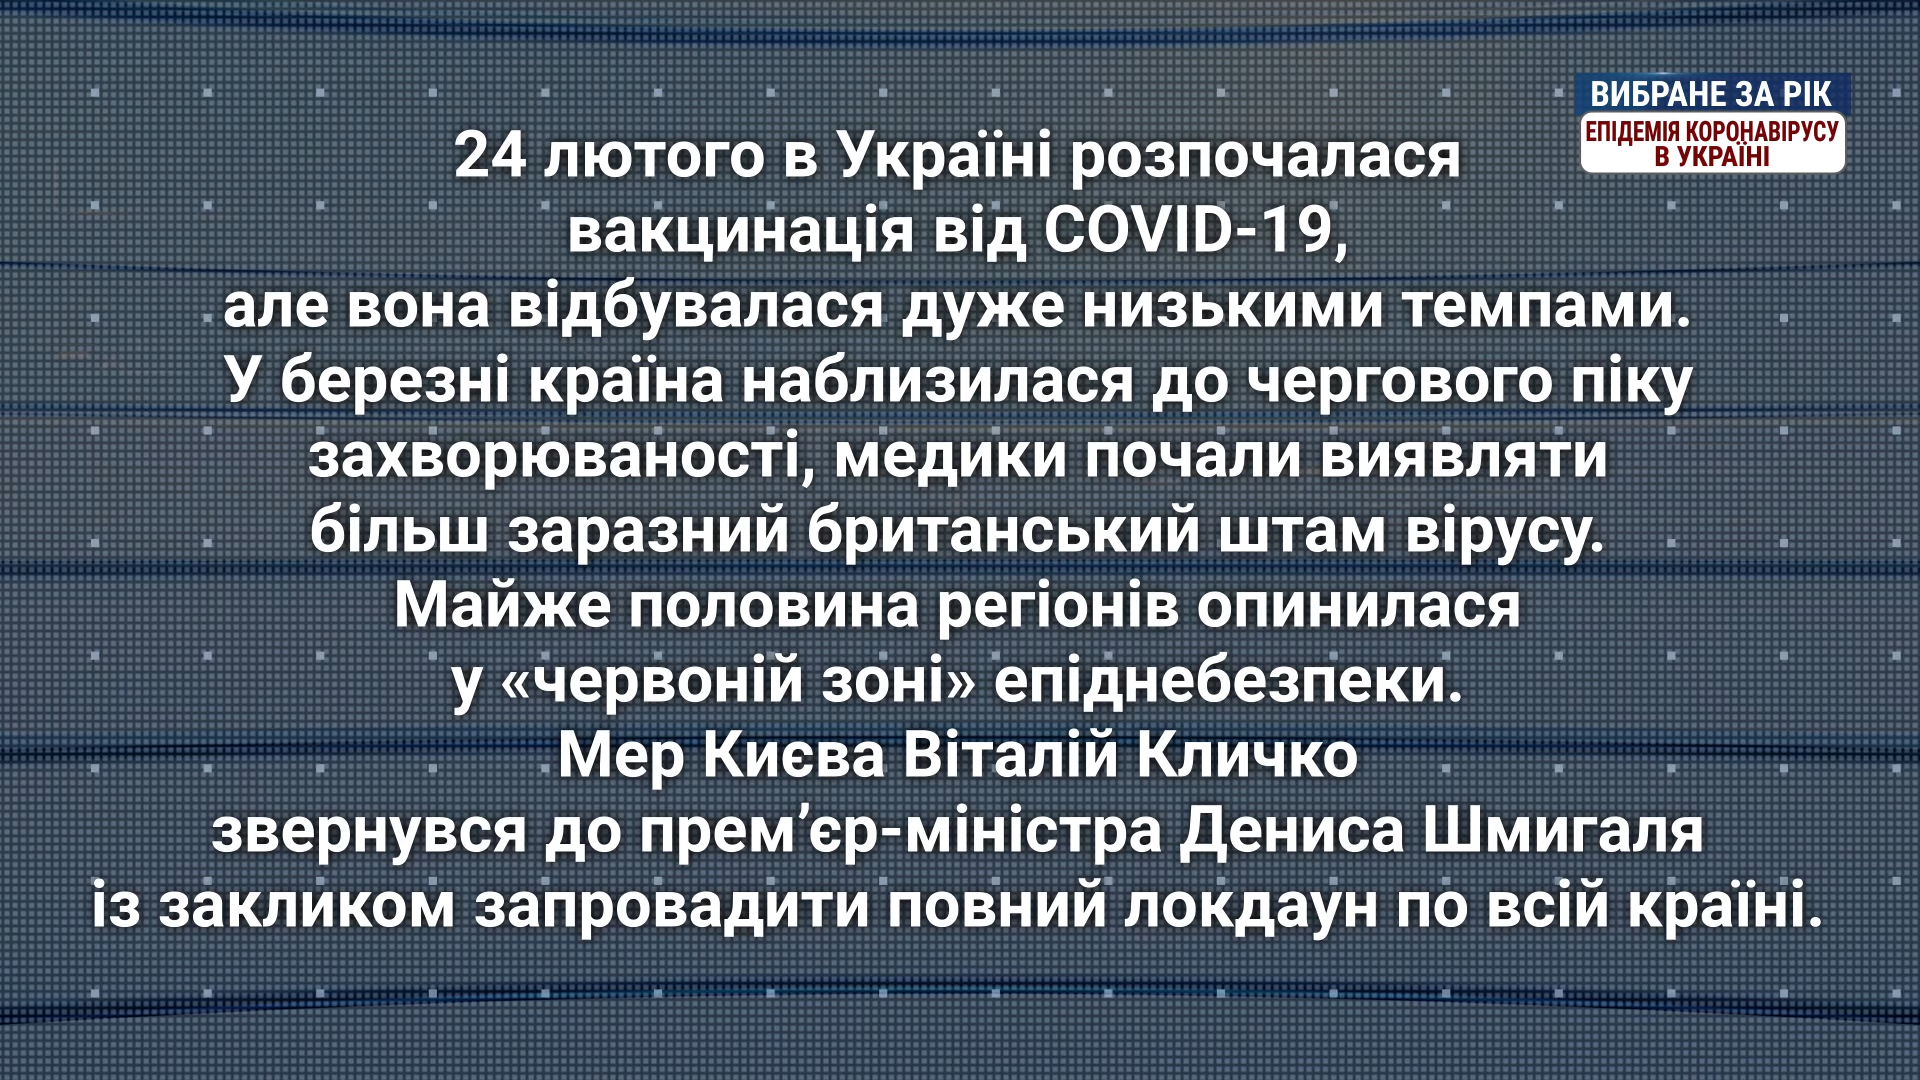 ВИБРАНЕ ЗА РІК
ЕПІДЕМІЯ КОРОНАВІРУСУ
В УКРАЇНІ
24 лютого в Україні розпочалася
вакцинація від COVID-19,
але вона відбувалася дуже низькими темпами.
У березні країна наблизилася до чергового піку
захворюваності, медики почали виявляти
більш заразний британський штам вірусу.
Майже половина регіонів опинилася
у «червоній зоні» епіднебезпеки.
Мер Києва Віталій Кличко
звернувся до прем’єр-міністра Дениса Шмигаля
із закликом запровадити повний локдаун по всій країні.